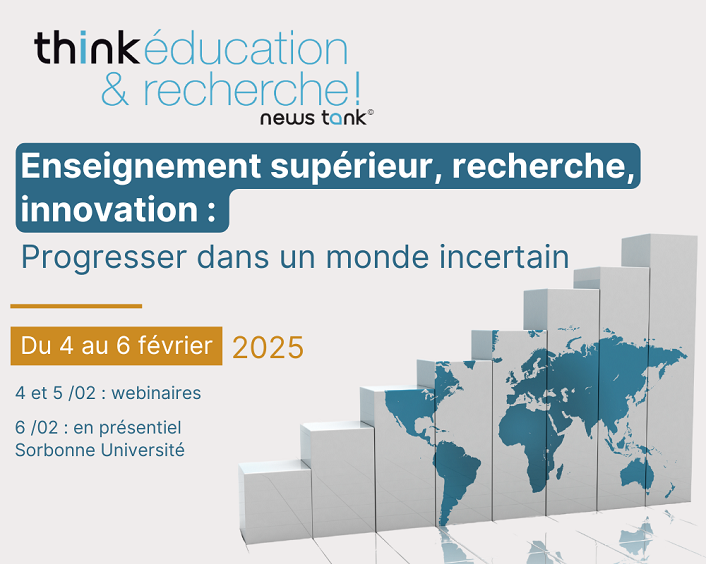 think éducation
& recherche!
news tank©
Enseignement supérieur, recherche,
innovation :
Progresser dans un monde incertain
Du 4 au 6 février 2025
4 et 5 /02 : webinaires
6 /02 : en présentiel
Sorbonne Université